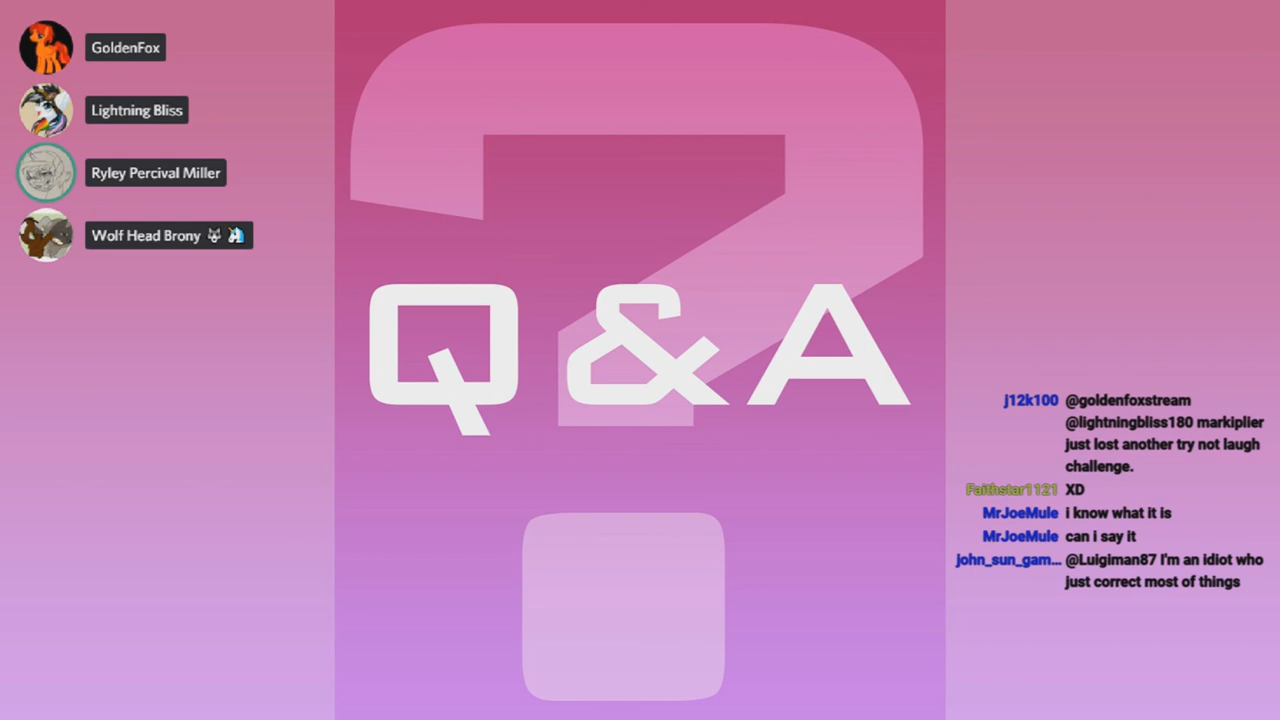 GoldenFox
Lightning Bliss
Ryley Percival Miller
Wolf Head Brony
Q & A
j12k100 @goldenfoxstream
@lightningbliss180 markiplier
just lost another try not laugh
challenge.
Faithstar1121 XD
MrJoeMule i know what it is
MrJoeMule can i say it
john_sun_gam... @Luigiman87 I'm an idiot who
just correct most of things